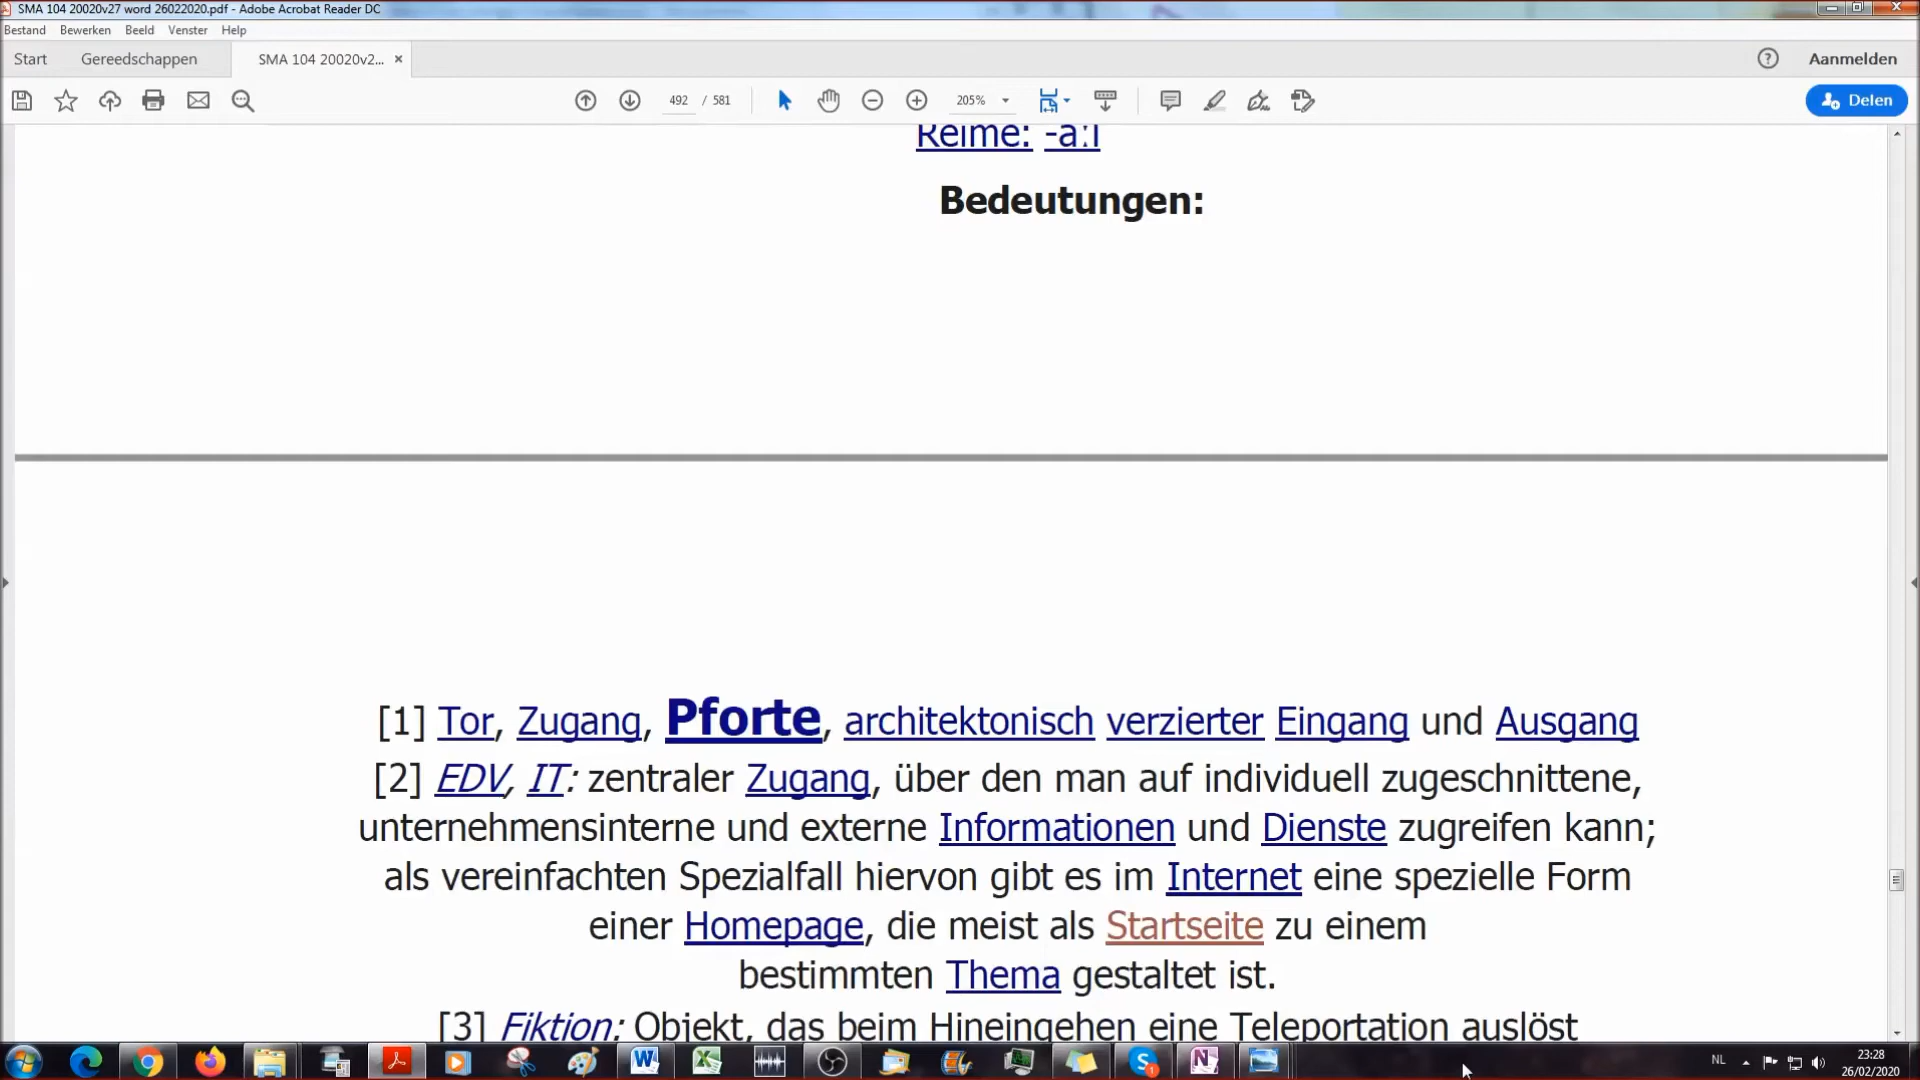 SMA 104 20020v27 word 26022020.pdf - Adobe Acrobat Reader DC
Bestand Bewerken Beeld Venster Help
Start Gereedschappen SMA 104 20020v2... × Aanmelden
492 / 581 205% Delen
Reime: -aːl
Bedeutungen:
[1] Tor, Zugang, Pforte, architektonisch verzierter Eingang und Ausgang
[2] EDV, IT: zentraler Zugang, über den man auf individuell zugeschnittene,
unternehmensinterne und externe Informationen und Dienste zugreifen kann;
als vereinfachten Spezialfall hiervon gibt es im Internet eine spezielle Form
einer Homepage, die meist als Startseite zu einem
bestimmten Thema gestaltet ist.
[3] Fiktion: Objekt, das beim Hineingehen eine Teleportation auslöst
NL 23:28
26/02/2020